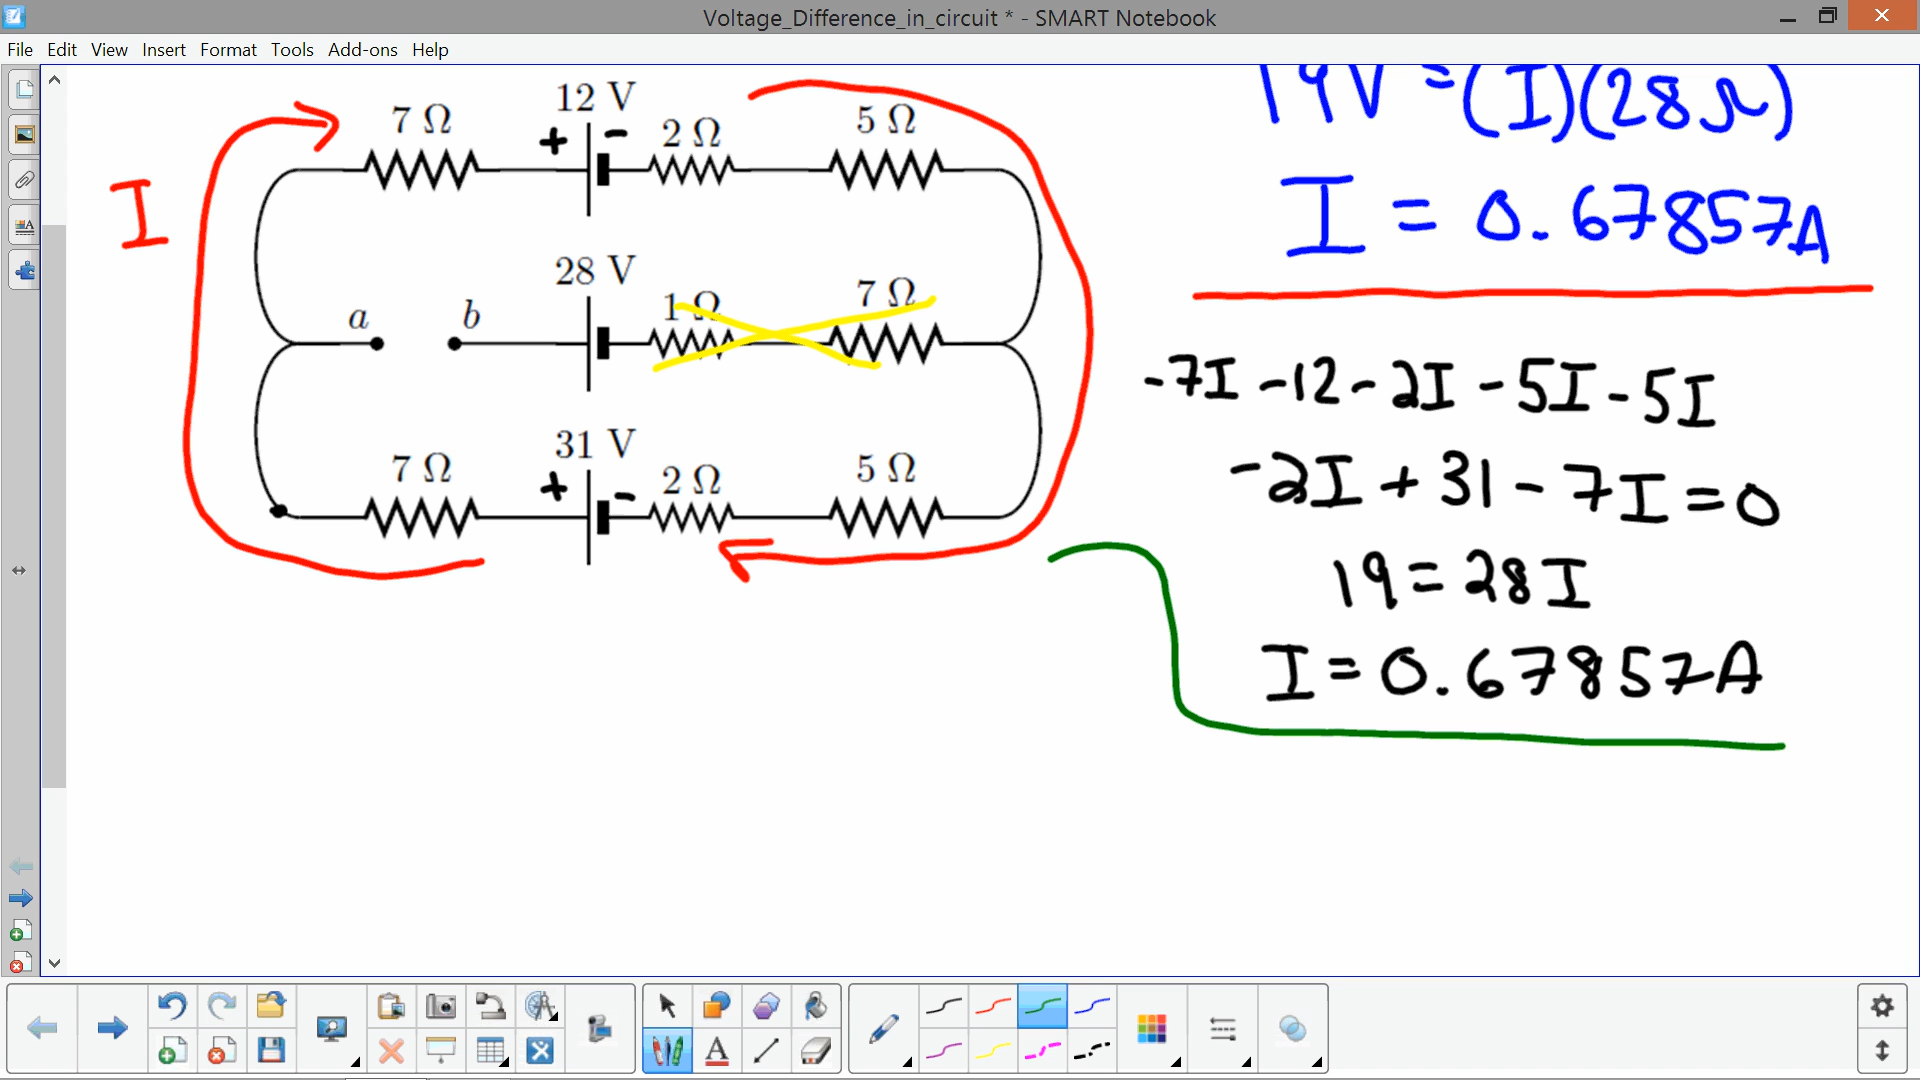 Voltage_Difference_in_circuit * - SMART Notebook
File Edit View Insert Format Tools Add-ons Help
19V = (I)(28Ω)
I = 0.67857A
I
7 Ω
12 V
+ -
2 Ω
5 Ω
28 V
a
b
1 Ω
7 Ω
7 Ω
31 V
+ -
2 Ω
5 Ω
-7I -12 - 2I - 5I - 5I
-2I + 31 - 7I = 0
19 = 28I
I = 0.67857A